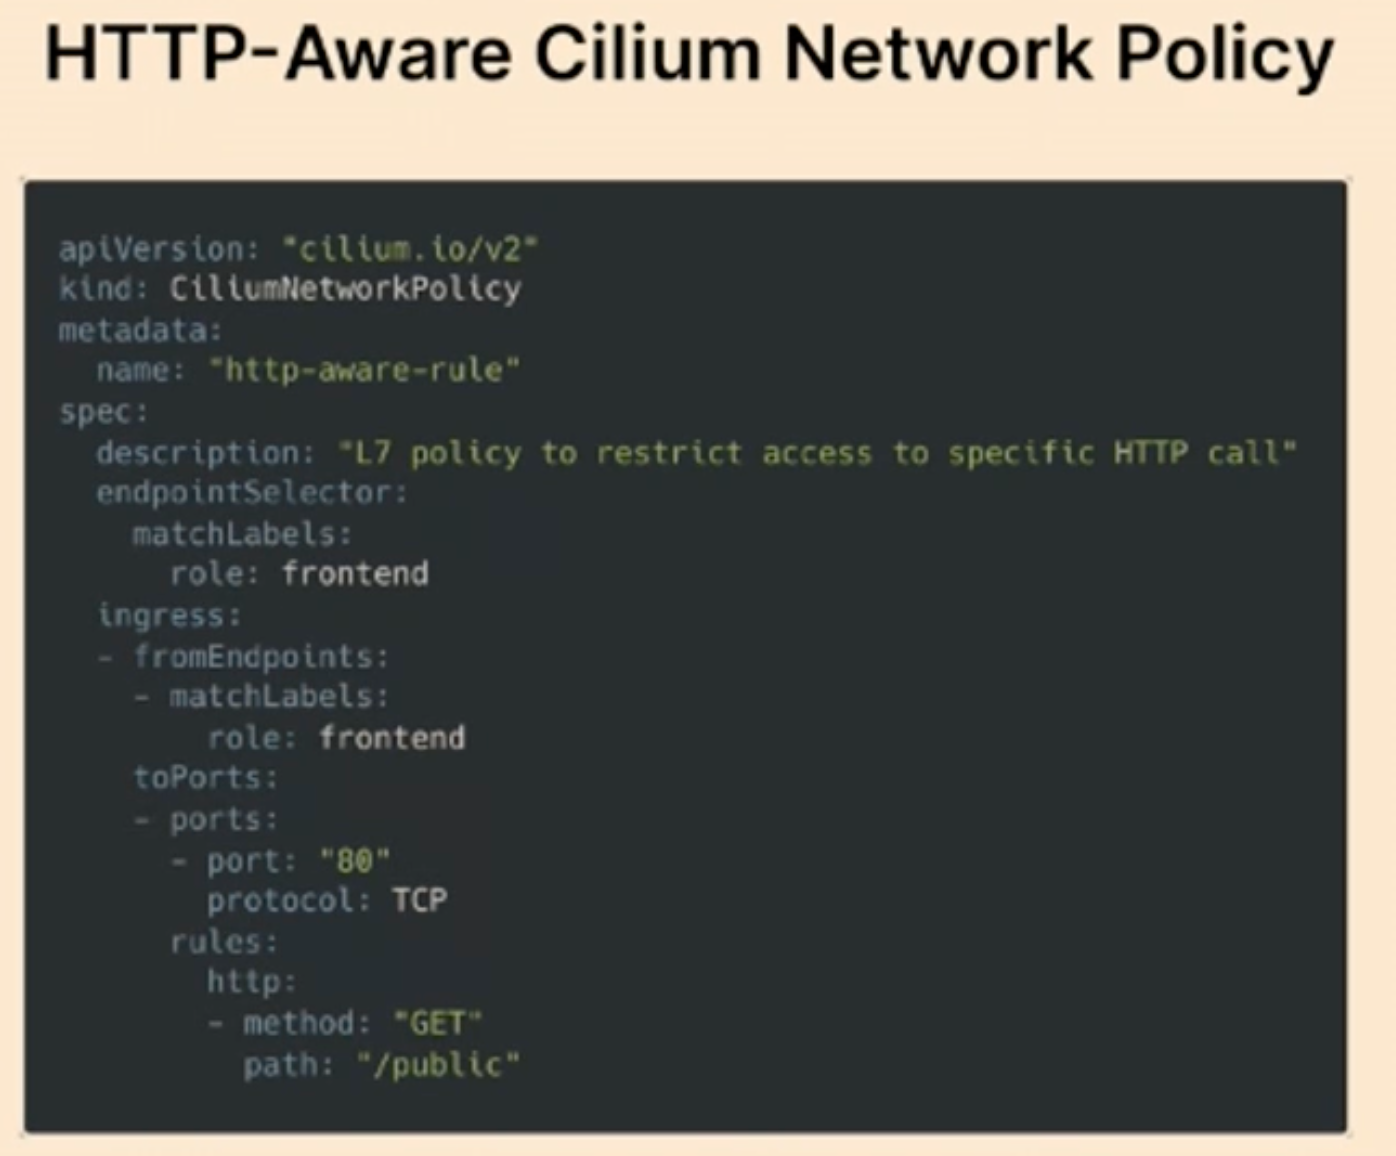 HTTP-Aware Cilium Network Policy
apiVersion: "cilium.io/v2"
kind: CiliumNetworkPolicy
metadata:
  name: "http-aware-rule"
spec:
  description: "L7 policy to restrict access to specific HTTP call"
  endpointSelector:
    matchLabels:
      role: frontend
  ingress:
  - fromEndpoints:
    - matchLabels:
        role: frontend
    toPorts:
    - ports:
      - port: "80"
        protocol: TCP
      rules:
        http:
        - method: "GET"
          path: "/public"